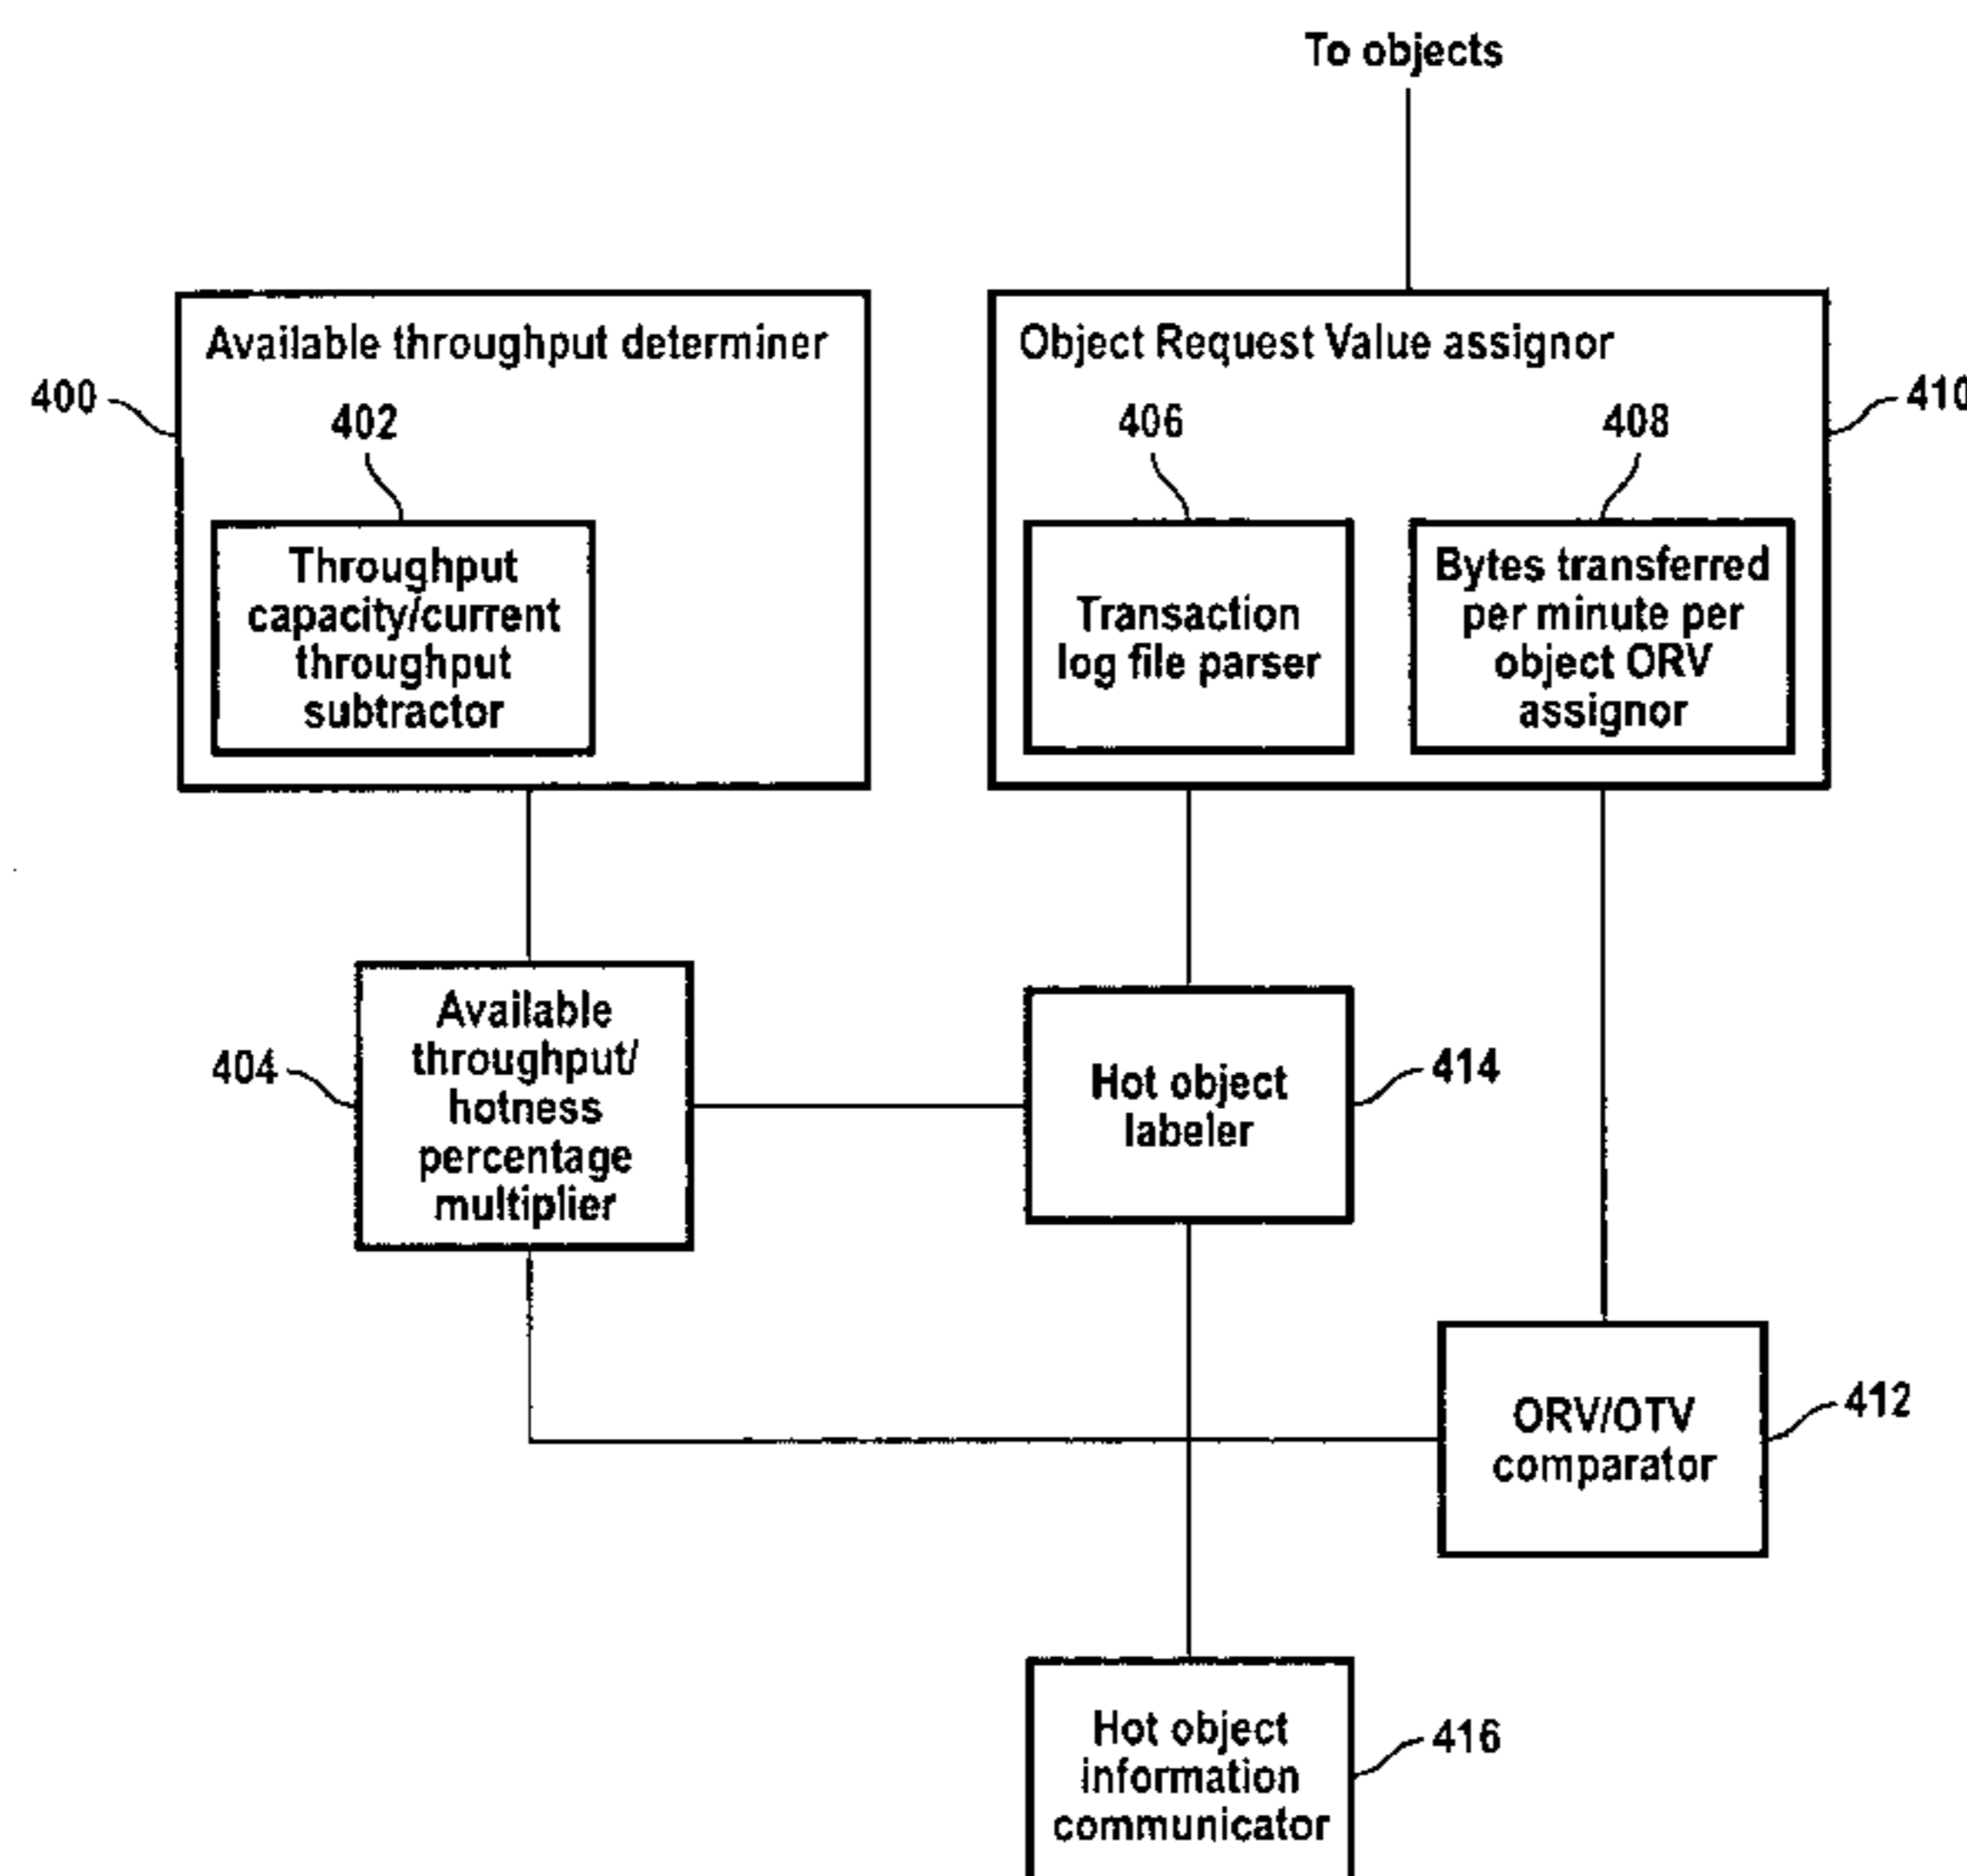 To objects
Available throughput determiner
400
402
Throughput
capacity/current
throughput
subtractor
Object Request Value assignor
410
406
408
Transaction
log file parser
Bytes transferred
per minute per
object ORV
assignor
404
Available
throughput/
hotness
percentage
multiplier
Hot object
labeler
414
ORV/OTV
comparator
412
Hot object
information
communicator
416